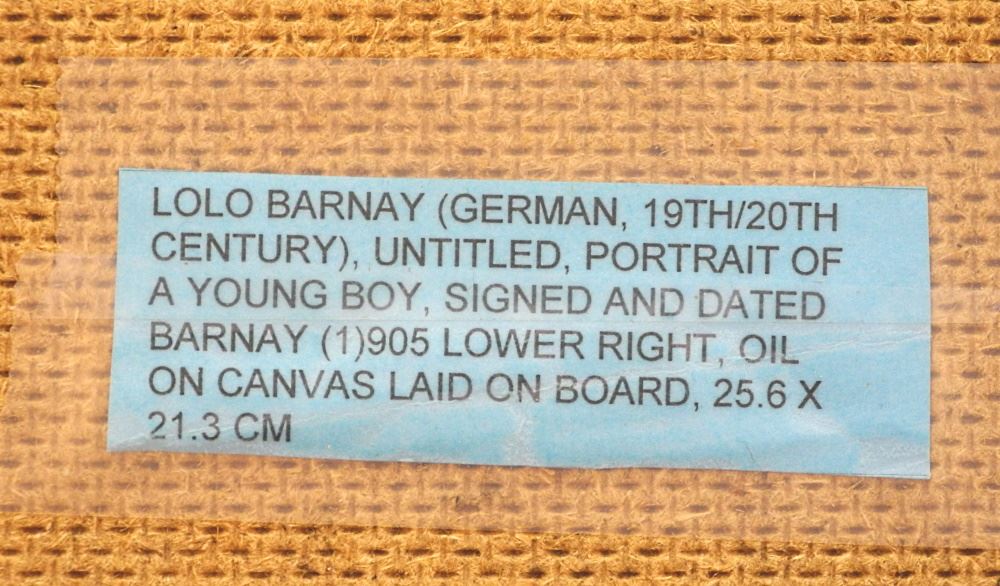 LOLO BARNAY (GERMAN, 19TH/20TH
CENTURY), UNTITLED, PORTRAIT OF
A YOUNG BOY, SIGNED AND DATED
BARNAY (1)905 LOWER RIGHT, OIL
ON CANVAS LAID ON BOARD, 25.6 X
21.3 CM